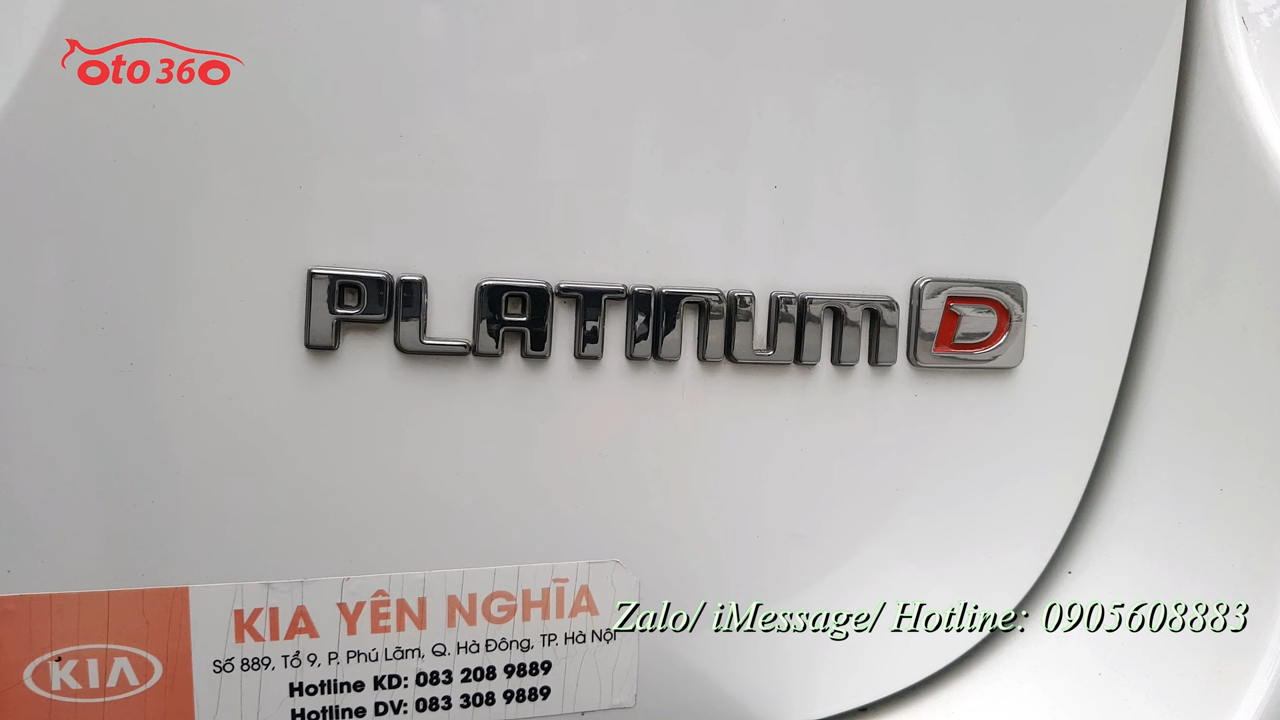 oto360
PLATINUM D
KIA YÊN NGHĨA
Số 889, Tổ 9, P. Phú Lãm, Q. Hà Đông, TP. Hà Nội
Zalo/ iMessage/ Hotline: 0905608883
KIA
Hotline KD: 083 208 9889
Hotline DV: 083 308 9889